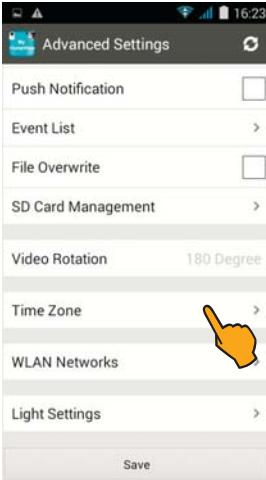 16:23
Advanced Settings
Push Notification
Event List
File Overwrite
SD Card Management
Video Rotation 180 Degree
Time Zone
WLAN Networks
Light Settings
Save